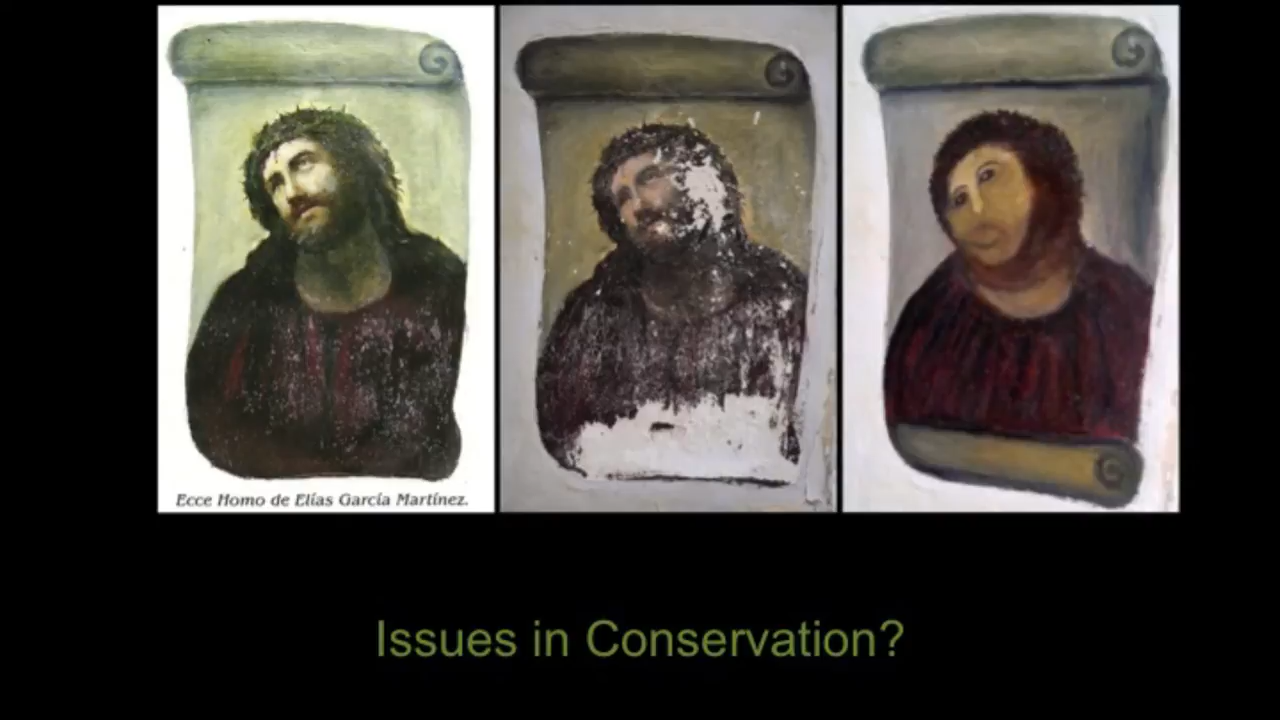 Ecce Homo de Elías García Martínez.
Issues in Conservation?